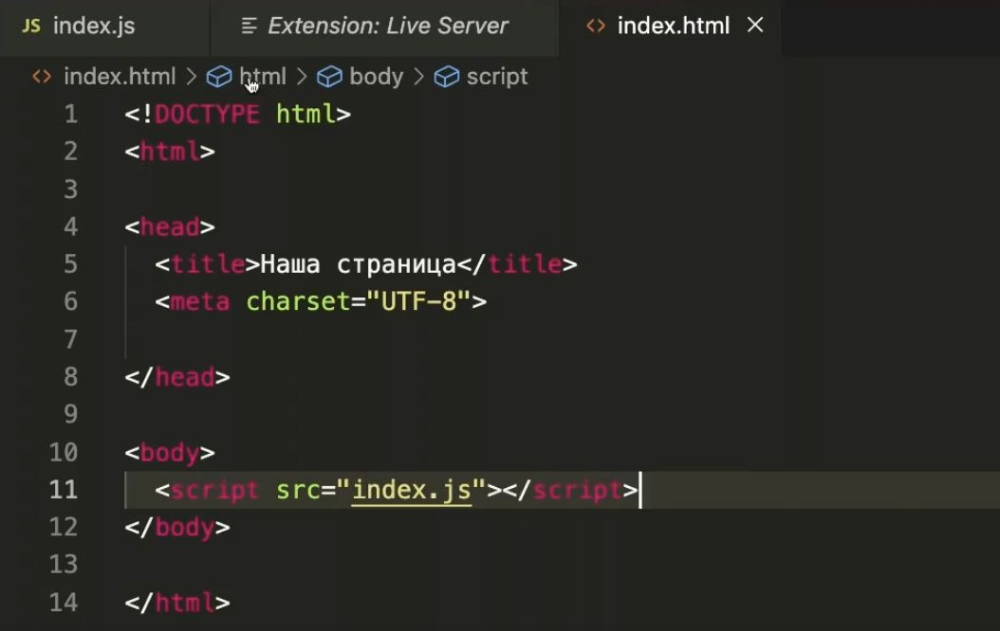 JS index.js Extension: Live Server <> index.html ×
<> index.html > html > body > script
1 <!DOCTYPE html>
2 <html>
3
4 <head>
5 <title>Наша страница</title>
6 <meta charset="UTF-8">
7
8 </head>
9
10 <body>
11 <script src="index.js"></script>
12 </body>
13
14 </html>